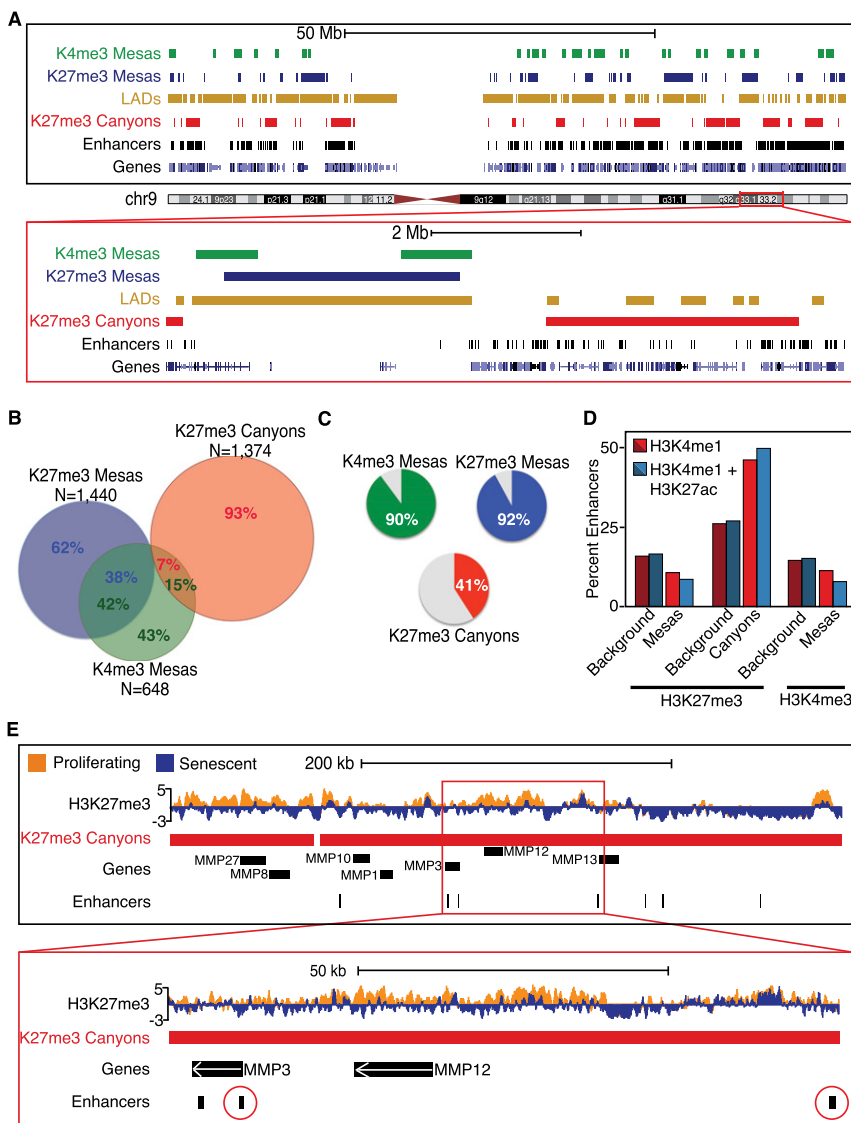 A
50 Mb
K4me3 Mesas
K27me3 Mesas
LADs
K27me3 Canyons
Enhancers
Genes
chr9
24.1 9p23 p21.3 p21.1 12 11.2 9q12 q21.13 q31.1 q32 33.1 33.2
2 Mb
K4me3 Mesas
K27me3 Mesas
LADs
K27me3 Canyons
Enhancers
Genes
B
K27me3 Canyons
N=1,374
K27me3 Mesas
N=1,440
93%
62%
38%
7%
15%
42%
43%
K4me3 Mesas
N=648
C
K4me3 Mesas
K27me3 Mesas
90%
92%
41%
K27me3 Canyons
D
50
25
0
Percent Enhancers
H3K4me1
H3K4me1 +
H3K27ac
Background
Mesas
Background
Canyons
Background
Mesas
H3K27me3
H3K4me3
E
Proliferating
Senescent
200 kb
H3K27me3
5
-3
K27me3 Canyons
Genes
MMP27
MMP8
MMP10
MMP1
MMP3
MMP12
MMP13
Enhancers
50 kb
H3K27me3
5
-3
K27me3 Canyons
Genes
MMP3
MMP12
Enhancers